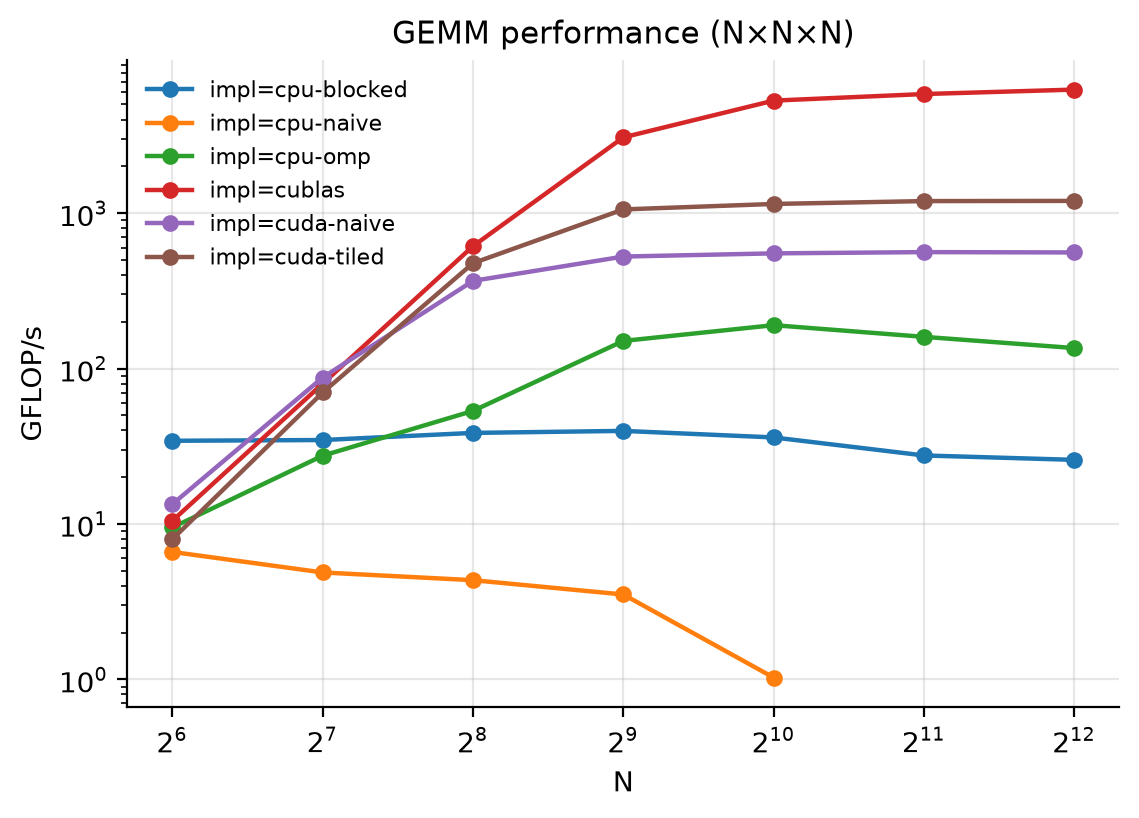 GEMM performance (N×N×N)
impl=cpu-blocked
impl=cpu-naive
impl=cpu-omp
impl=cublas
impl=cuda-naive
impl=cuda-tiled
GFLOP/s
10³
10²
10¹
10⁰
2⁶ 2⁷ 2⁸ 2⁹ 2¹⁰ 2¹¹ 2¹²
N